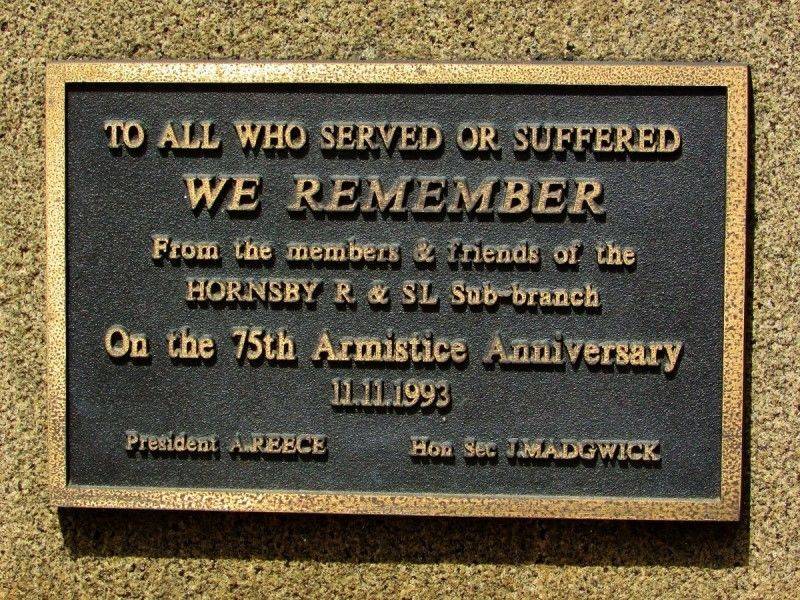 TO ALL WHO SERVED OR SUFFERED
WE REMEMBER
From the members & friends of the
HORNSBY R & SL Sub-branch
On the 75th Armistice Anniversary
11.11.1993
President A.REECE Hon Sec J.MADGWICK